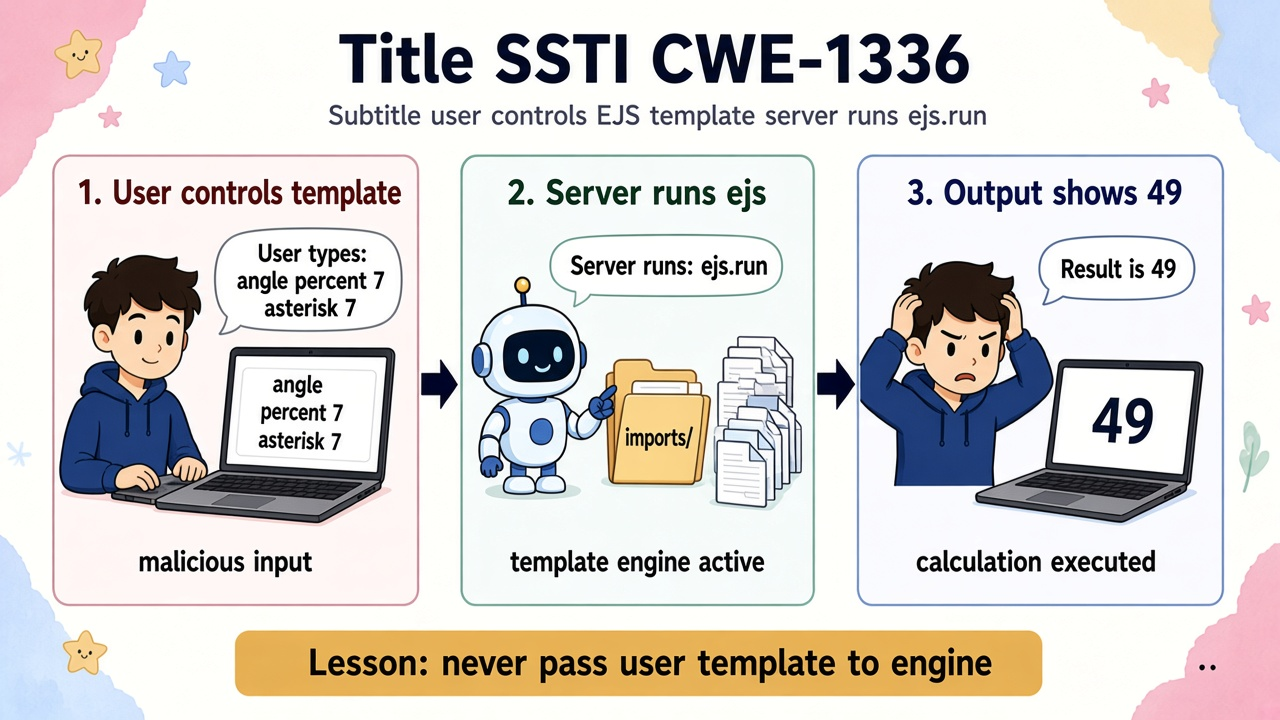 Title SSTI CWE-1336
Subtitle user controls EJS template server runs ejs.run
1. User controls template
User types:
angle percent 7
asterisk 7
angle
percent 7
asterisk 7
malicious input
2. Server runs ejs
Server runs: ejs.run
imports/
template engine active
3. Output shows 49
Result is 49
49
calculation executed
Lesson: never pass user template to engine